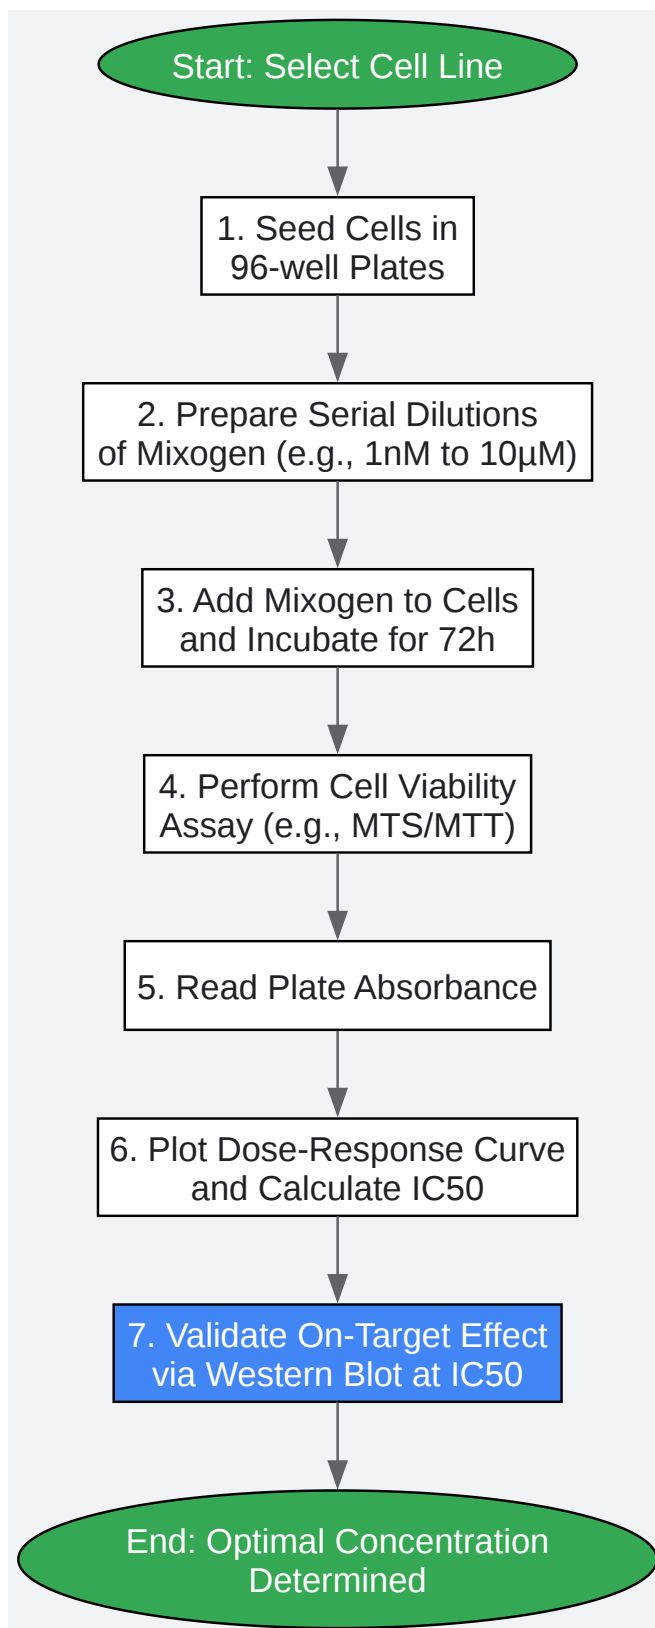 Start: Select Cell Line
1. Seed Cells in
96-well Plates
2. Prepare Serial Dilutions
of Mixogen (e.g., 1nM to 10µM)
3. Add Mixogen to Cells
and Incubate for 72h
4. Perform Cell Viability
Assay (e.g., MTS/MTT)
5. Read Plate Absorbance
6. Plot Dose-Response Curve
and Calculate IC50
7. Validate On-Target Effect
via Western Blot at IC50
End: Optimal Concentration
Determined